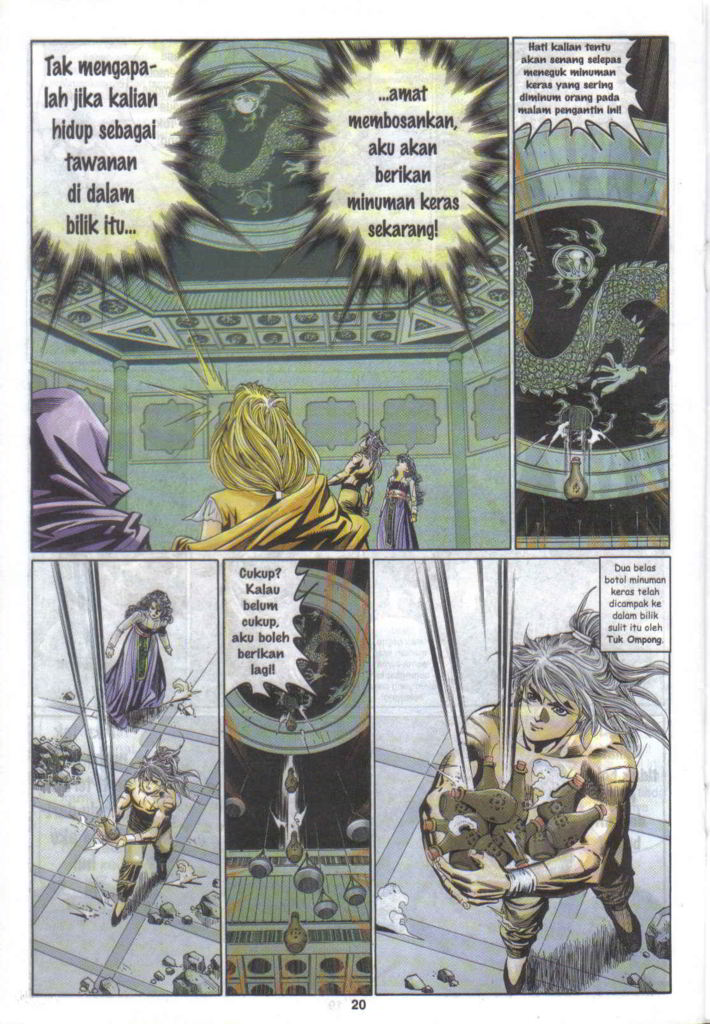 Tak mengapa-
lah jika kalian
hidup sebagai
tawanan
di dalam
bilik itu...
...amat
membosankan,
aku akan
berikan
minuman keras
sekarang!
Hati kalian tentu
akan senang selepas
meneguk minuman
keras yang sering
diminum orang pada
malam pengantin ini!
Cukup?
Kalau
belum
cukup,
aku boleh
berikan
lagi!
Dua belas
botol minuman
keras telah
dicampak ke
dalam bilik
sulit itu oleh
Tuk Ompong.
20